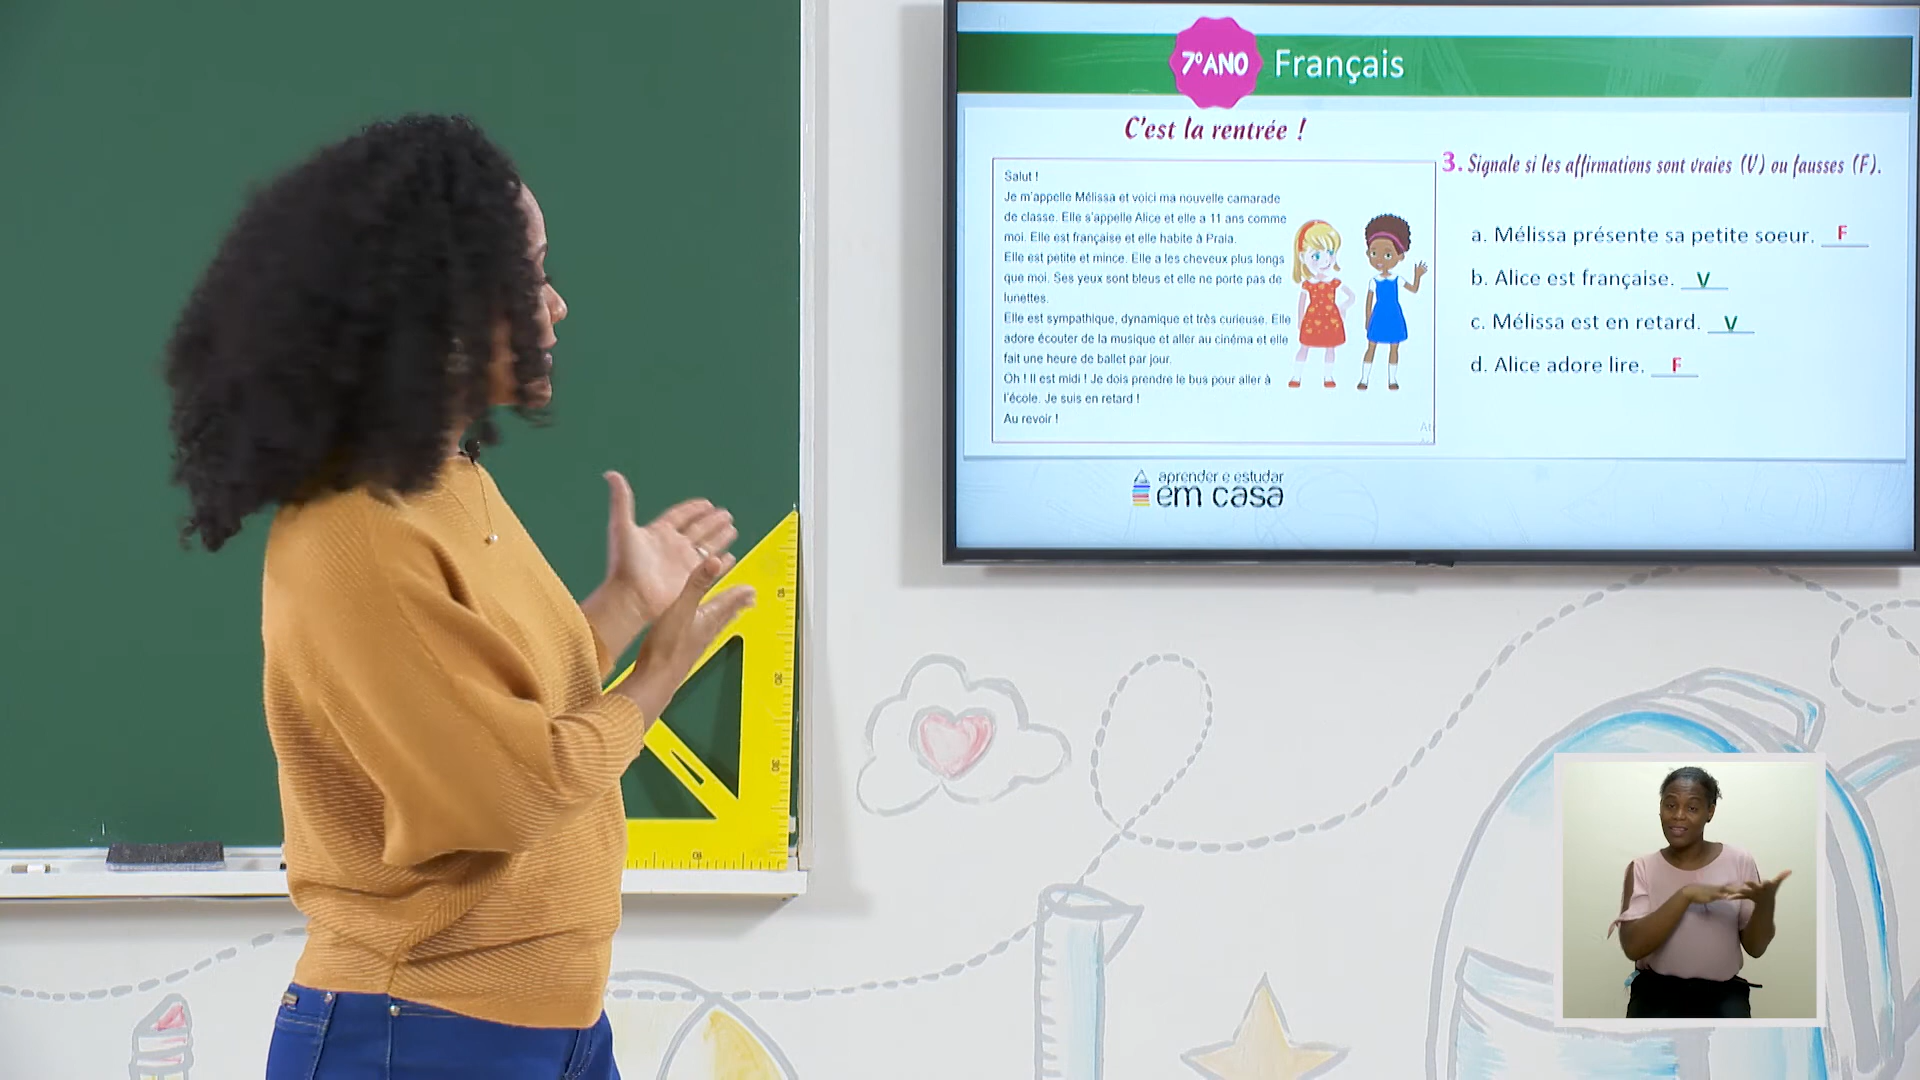 7ºANO Français
C'est la rentrée !
Salut !
Je m'appelle Mélissa et voici ma nouvelle camarade
de classe. Elle s'appelle Alice et elle a 11 ans comme
moi. Elle est française et elle habite à Praia.
Elle est petite et mince. Elle a les cheveux plus longs
que moi. Ses yeux sont bleus et elle ne porte pas de
lunettes.
Elle est sympathique, dynamique et très curieuse. Elle
adore écouter de la musique et aller au cinéma et elle
fait une heure de ballet par jour.
Oh ! Il est midi ! Je dois prendre le bus pour aller à
l'école. Je suis en retard !
Au revoir !
3. Signale si les affirmations sont vraies (V) ou fausses (F).
a. Mélissa présente sa petite soeur. F
b. Alice est française. V
c. Mélissa est en retard. V
d. Alice adore lire. F
aprender e estudar
em casa
10
20
30